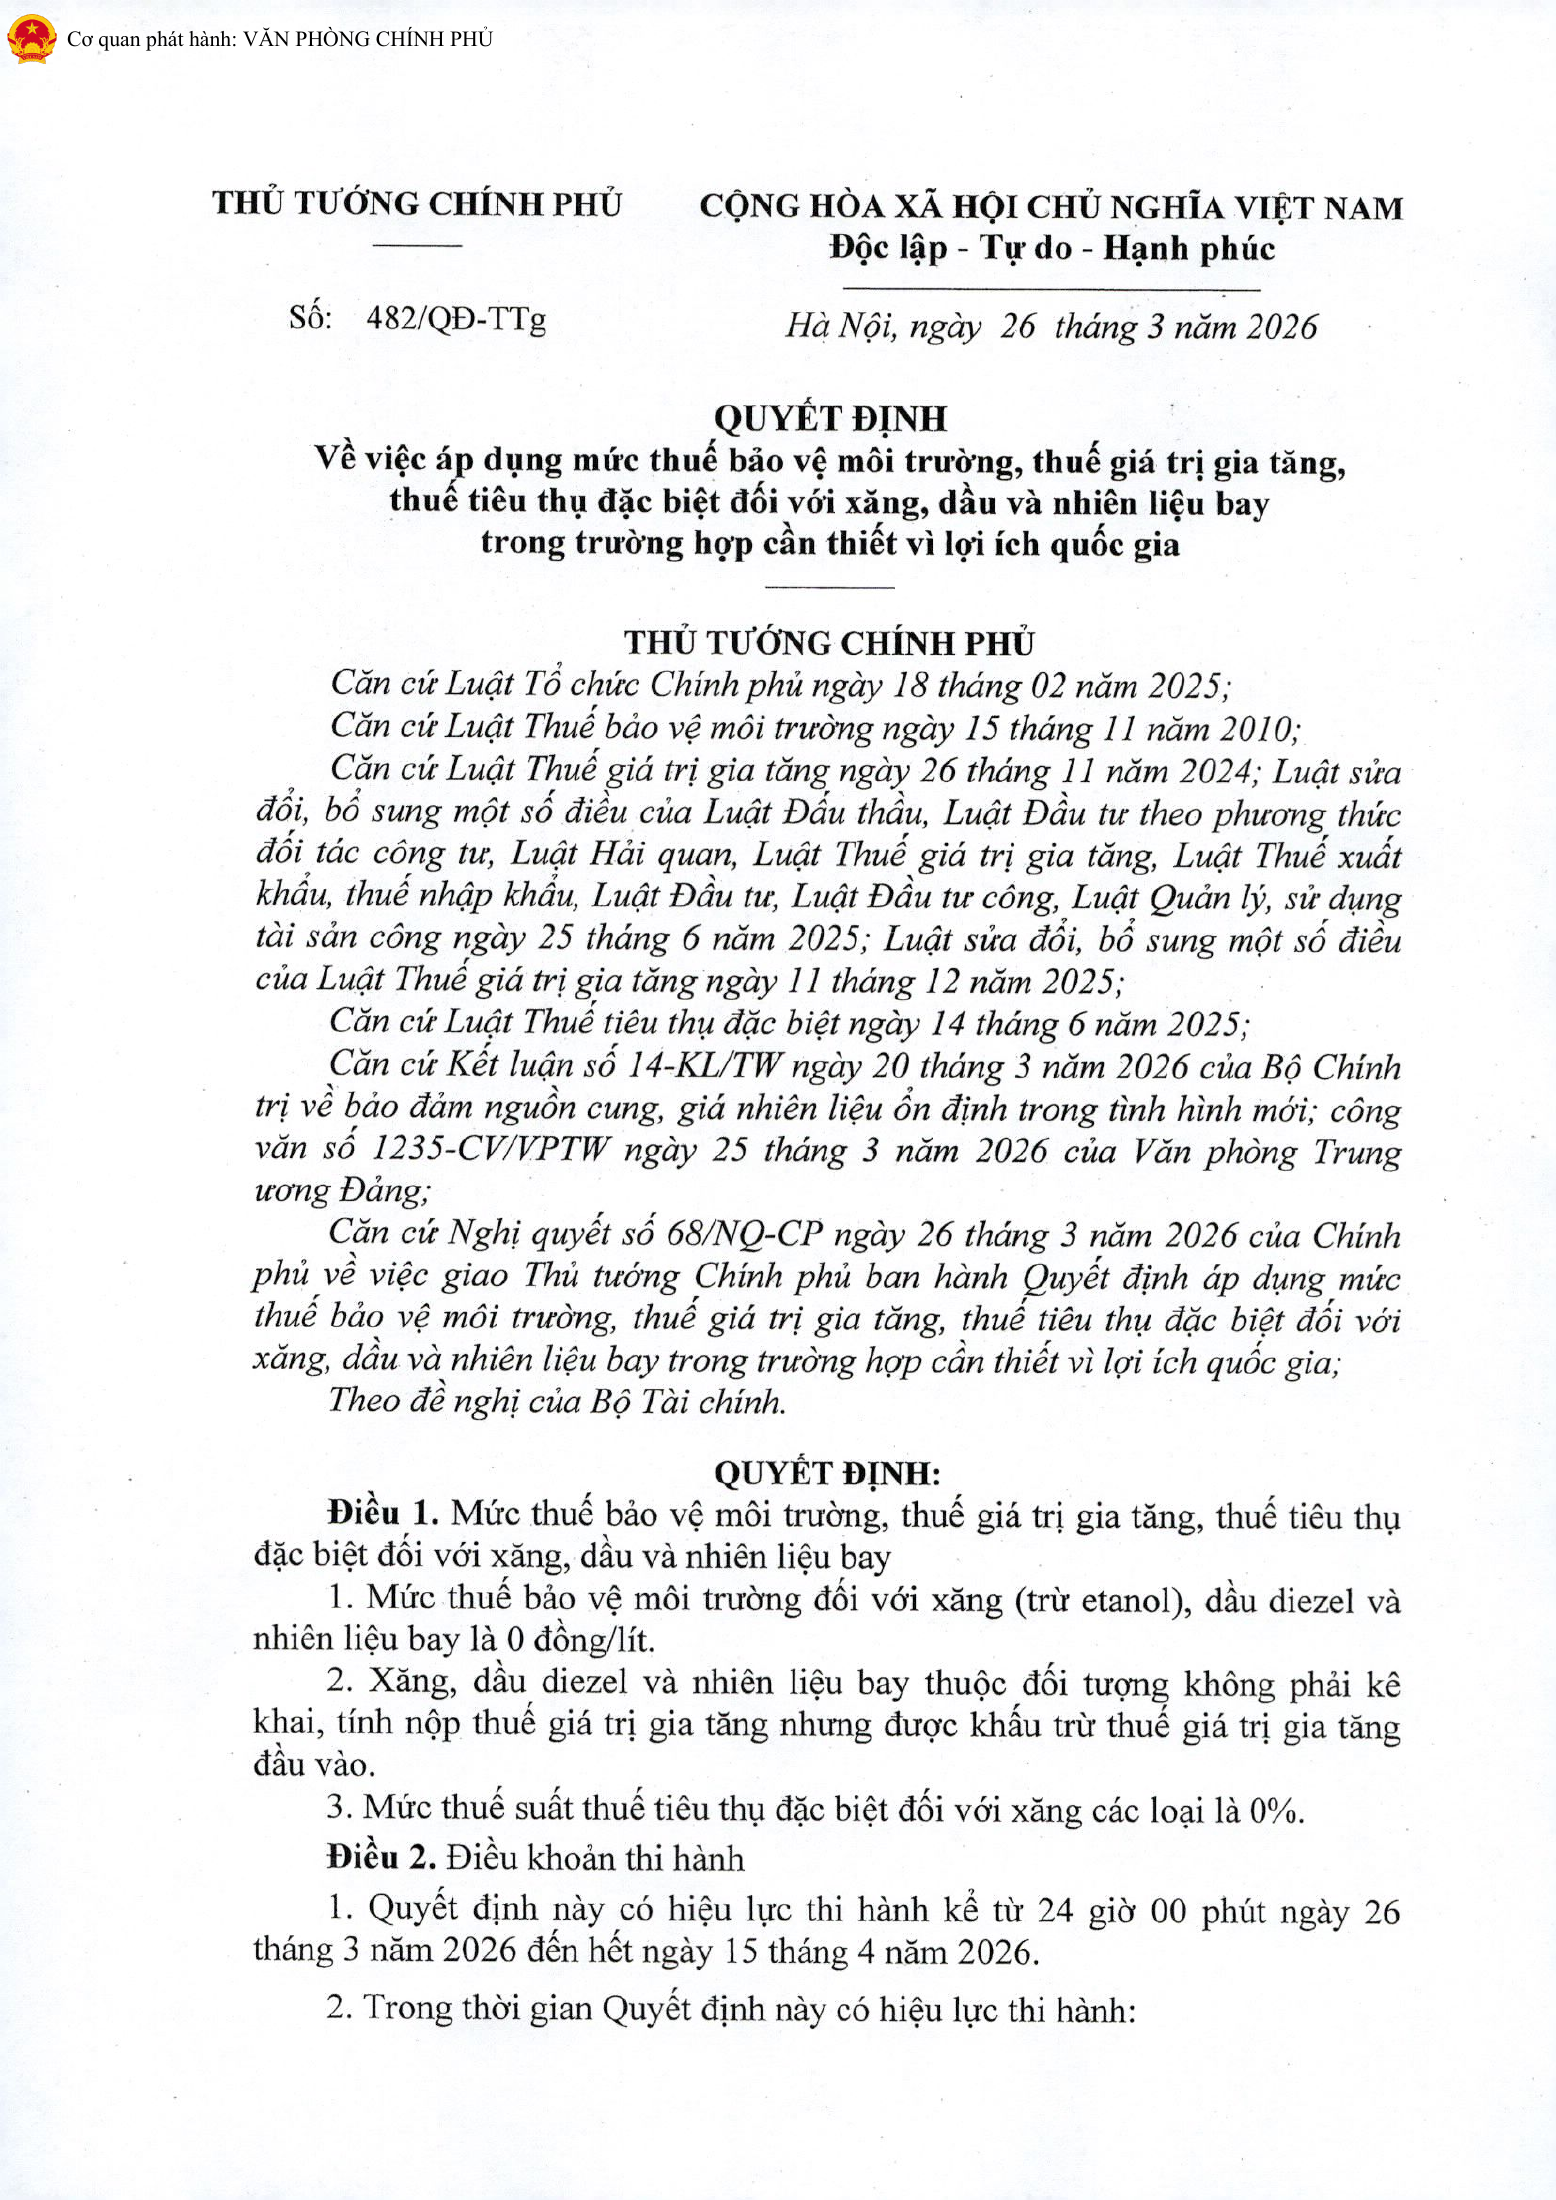 Cơ quan phát hành: VĂN PHÒNG CHÍNH PHỦ
THỦ TƯỚNG CHÍNH PHỦ
Số: 482/QĐ-TTg
CỘNG HÒA XÃ HỘI CHỦ NGHĨA VIỆT NAM
Độc lập - Tự do - Hạnh phúc
Hà Nội, ngày 26 tháng 3 năm 2026
QUYẾT ĐỊNH
Về việc áp dụng mức thuế bảo vệ môi trường, thuế giá trị gia tăng,
thuế tiêu thụ đặc biệt đối với xăng, dầu và nhiên liệu bay
trong trường hợp cần thiết vì lợi ích quốc gia
THỦ TƯỚNG CHÍNH PHỦ
Căn cứ Luật Tổ chức Chính phủ ngày 18 tháng 02 năm 2025;
Căn cứ Luật Thuế bảo vệ môi trường ngày 15 tháng 11 năm 2010;
Căn cứ Luật Thuế giá trị gia tăng ngày 26 tháng 11 năm 2024; Luật sửa
đổi, bổ sung một số điều của Luật Đấu thầu, Luật Đầu tư theo phương thức
đối tác công tư, Luật Hải quan, Luật Thuế giá trị gia tăng, Luật Thuế xuất
khẩu, thuế nhập khẩu, Luật Đầu tư, Luật Đầu tư công, Luật Quản lý, sử dụng
tài sản công ngày 25 tháng 6 năm 2025; Luật sửa đổi, bổ sung một số điều
của Luật Thuế giá trị gia tăng ngày 11 tháng 12 năm 2025;
Căn cứ Luật Thuế tiêu thụ đặc biệt ngày 14 tháng 6 năm 2025;
Căn cứ Kết luận số 14-KL/TW ngày 20 tháng 3 năm 2026 của Bộ Chính
trị về bảo đảm nguồn cung, giá nhiên liệu ổn định trong tình hình mới; công
văn số 1235-CV/VPTW ngày 25 tháng 3 năm 2026 của Văn phòng Trung
ương Đảng;
Căn cứ Nghị quyết số 68/NQ-CP ngày 26 tháng 3 năm 2026 của Chính
phủ về việc giao Thủ tướng Chính phủ ban hành Quyết định áp dụng mức
thuế bảo vệ môi trường, thuế giá trị gia tăng, thuế tiêu thụ đặc biệt đối với
xăng, dầu và nhiên liệu bay trong trường hợp cần thiết vì lợi ích quốc gia;
Theo đề nghị của Bộ Tài chính.
QUYẾT ĐỊNH:
Điều 1. Mức thuế bảo vệ môi trường, thuế giá trị gia tăng, thuế tiêu thụ
đặc biệt đối với xăng, dầu và nhiên liệu bay
1. Mức thuế bảo vệ môi trường đối với xăng (trừ etanol), dầu diezel và
nhiên liệu bay là 0 đồng/lít.
2. Xăng, dầu diezel và nhiên liệu bay thuộc đối tượng không phải kê
khai, tính nộp thuế giá trị gia tăng nhưng được khấu trừ thuế giá trị gia tăng
đầu vào.
3. Mức thuế suất thuế tiêu thụ đặc biệt đối với xăng các loại là 0%.
Điều 2. Điều khoản thi hành
1. Quyết định này có hiệu lực thi hành kể từ 24 giờ 00 phút ngày 26
tháng 3 năm 2026 đến hết ngày 15 tháng 4 năm 2026.
2. Trong thời gian Quyết định này có hiệu lực thi hành: